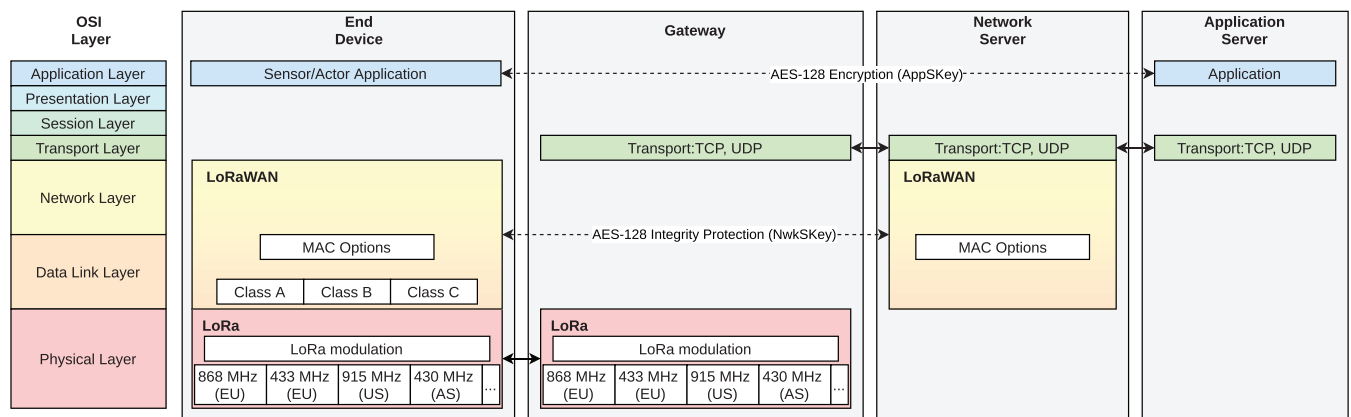 OSI
Layer
End
Device
Gateway
Network
Server
Application
Server
Application Layer
Sensor/Actor Application
AES-128 Encryption (AppSKey)
Application
Presentation Layer
Session Layer
Transport Layer
Transport:TCP, UDP
Transport:TCP, UDP
Transport:TCP, UDP
Network Layer
LoRaWAN
LoRaWAN
AES-128 Integrity Protection (NwkSKey)
MAC Options
MAC Options
Data Link Layer
Class A
Class B
Class C
Physical Layer
LoRa
LoRa modulation
868 MHz
(EU)
433 MHz
(EU)
915 MHz
(US)
430 MHz
(AS)
...
LoRa
LoRa modulation
868 MHz
(EU)
433 MHz
(EU)
915 MHz
(US)
430 MHz
(AS)
...